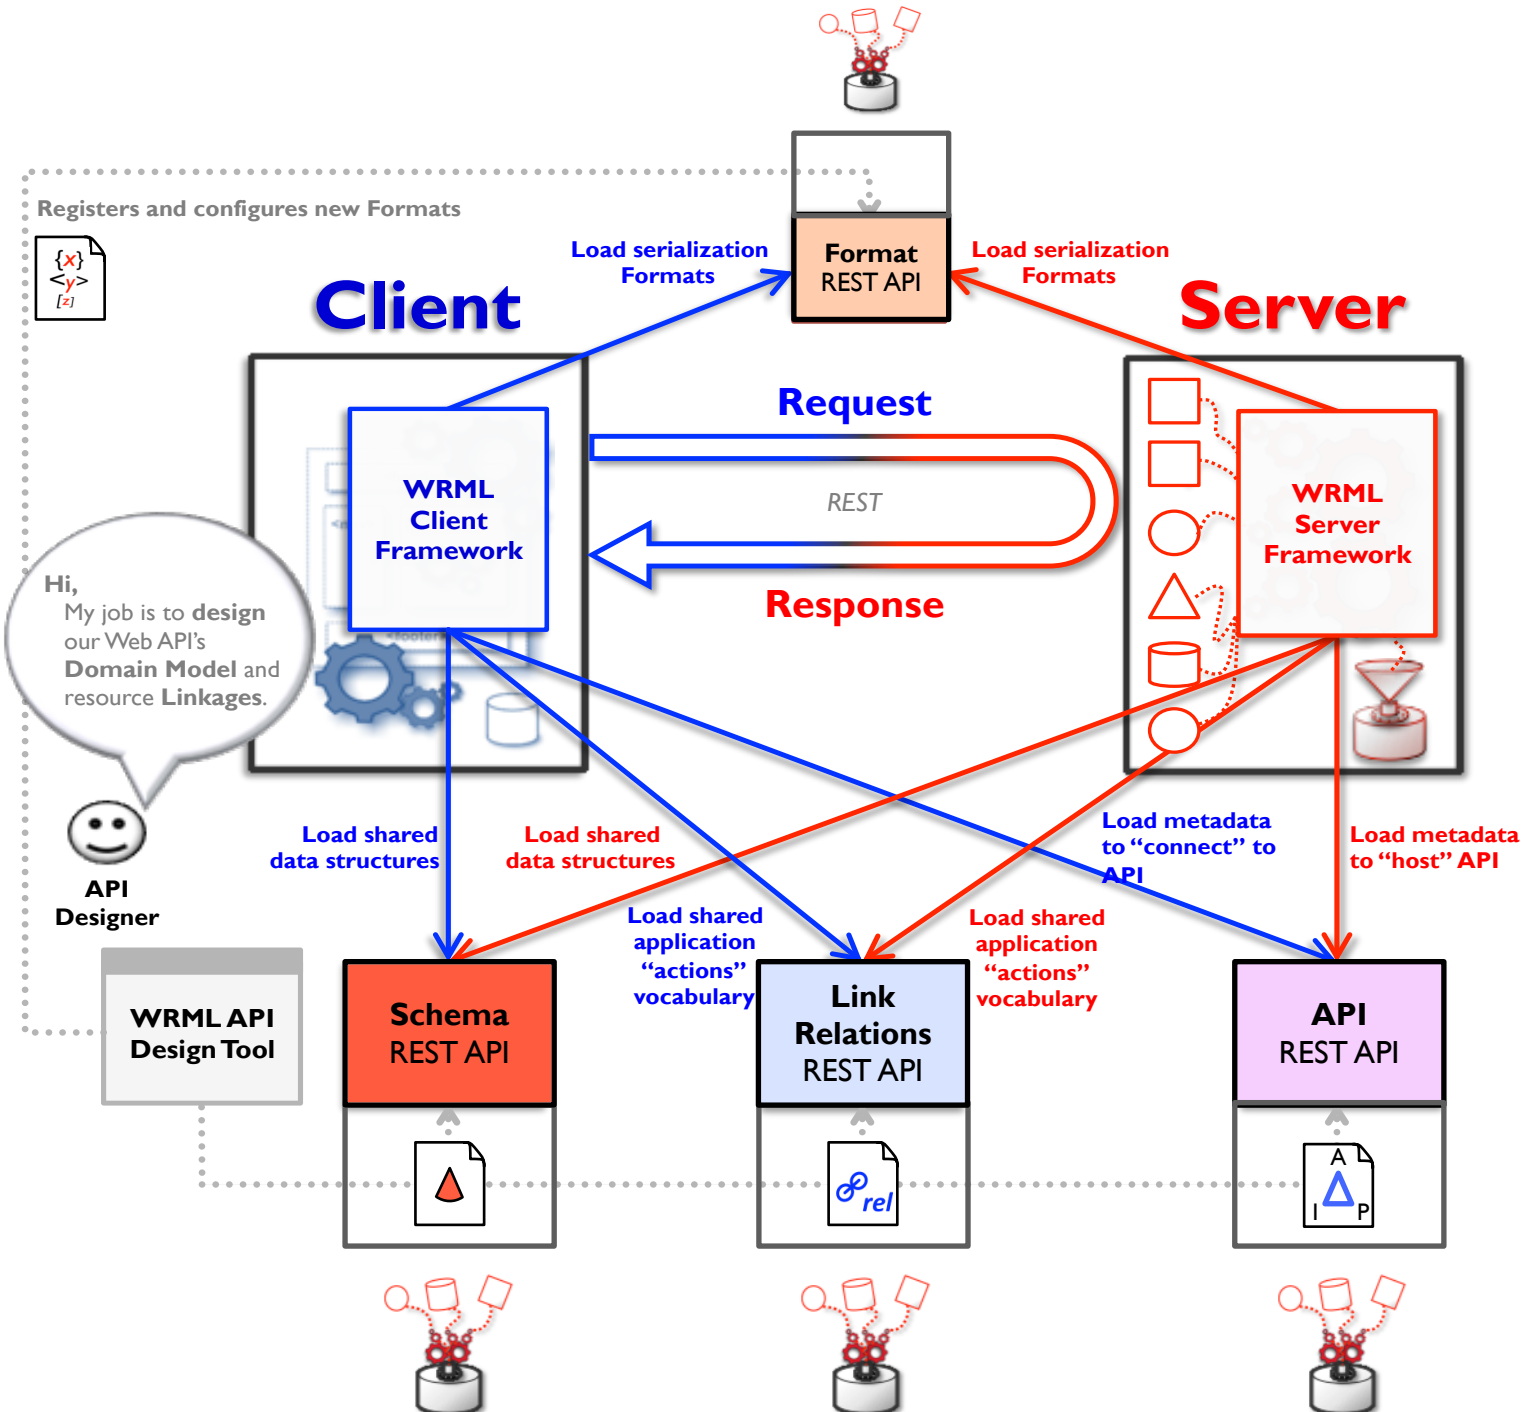 Registers and configures new Formats
{x}
<y>
[z]
Load serialization
Formats
Format
REST API
Load serialization
Formats
Client
Server
Request
REST
Response
WRML
Client
Framework
WRML
Server
Framework
<footer
Hi,
My job is to design
our Web API's
Domain Model and
resource Linkages.
API
Designer
Load shared
data structures
Load shared
data structures
Load metadata
to “connect” to
API
Load metadata
to “host” API
Load shared
application
“actions”
vocabulary
Load shared
application
“actions”
vocabulary
WRML API
Design Tool
Schema
REST API
Link
Relations
REST API
API
REST API
rel
A
I P